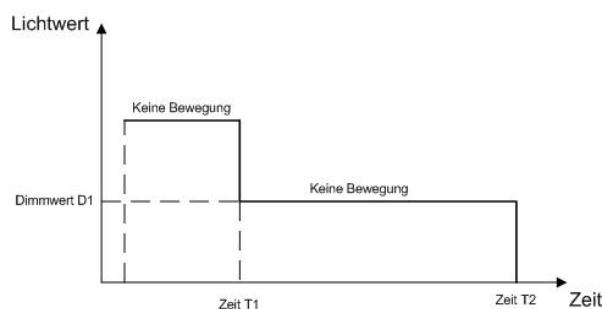 Lichtwert
Keine Bewegung
Dimmwert D1
Keine Bewegung
Zeit T1
Zeit T2
Zeit